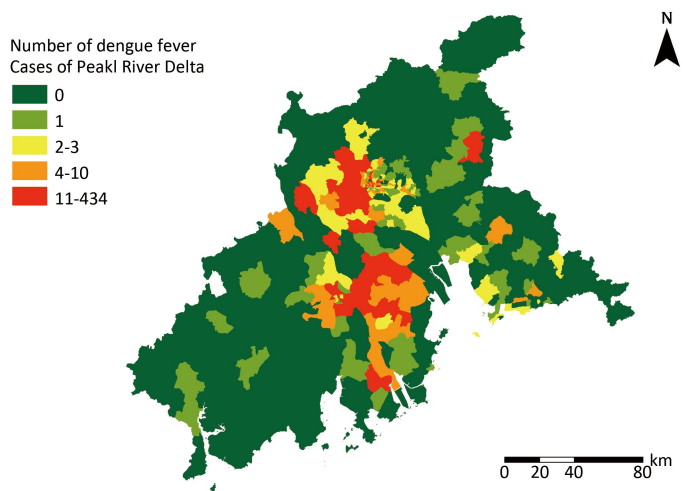 Number of dengue fever
Cases of Peakl River Delta
0
1
2-3
4-10
11-434
N
km
0 20 40 80